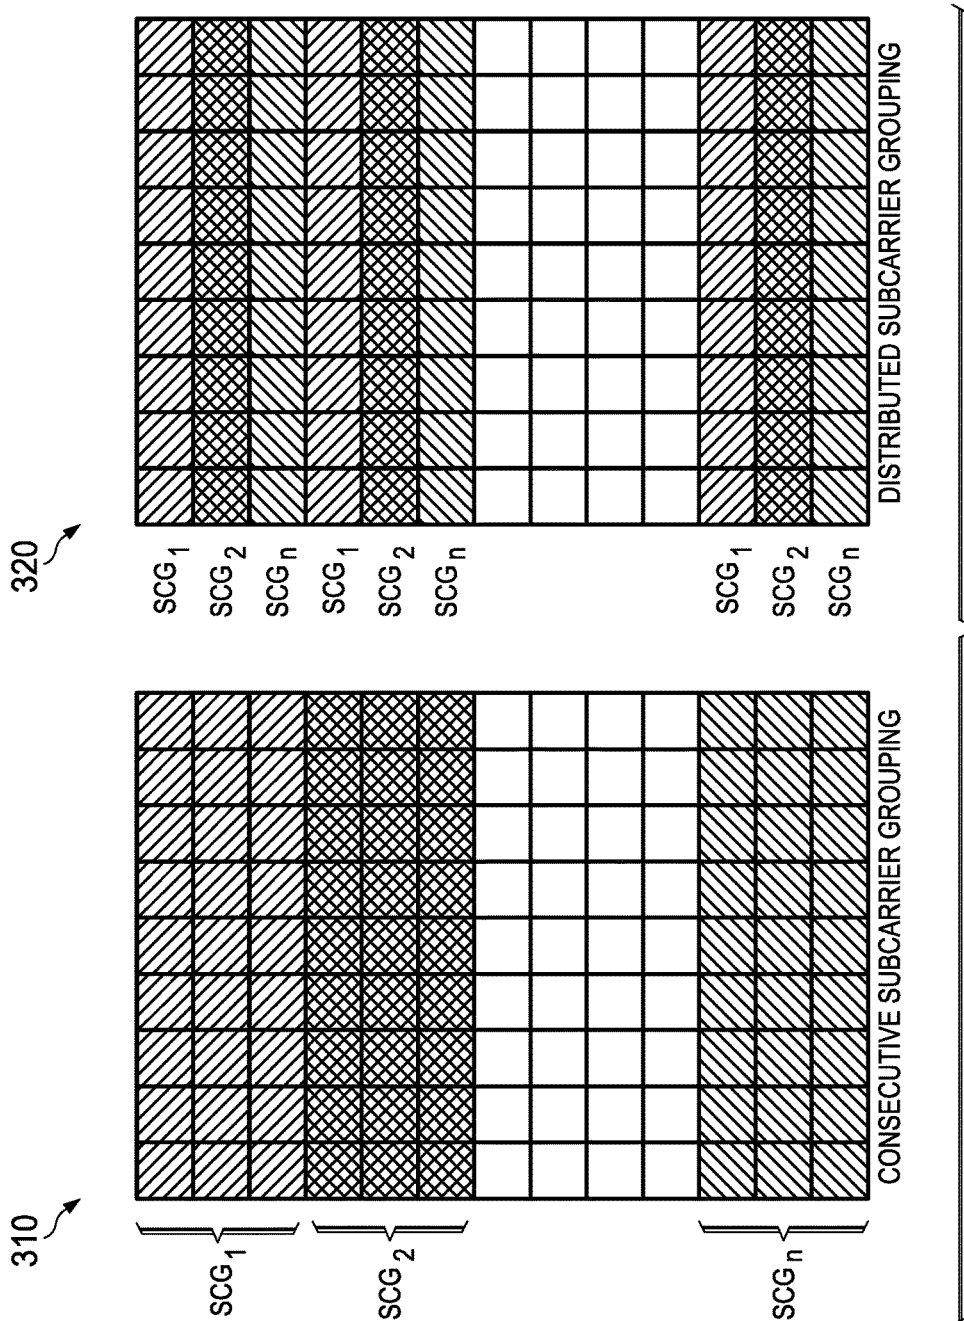 310
SCG1
SCG2
SCGn
CONSECUTIVE SUBCARRIER GROUPING
320
SCG1
SCG2
SCGn
SCG1
SCG2
SCGn
SCG1
SCG2
SCGn
DISTRIBUTED SUBCARRIER GROUPING